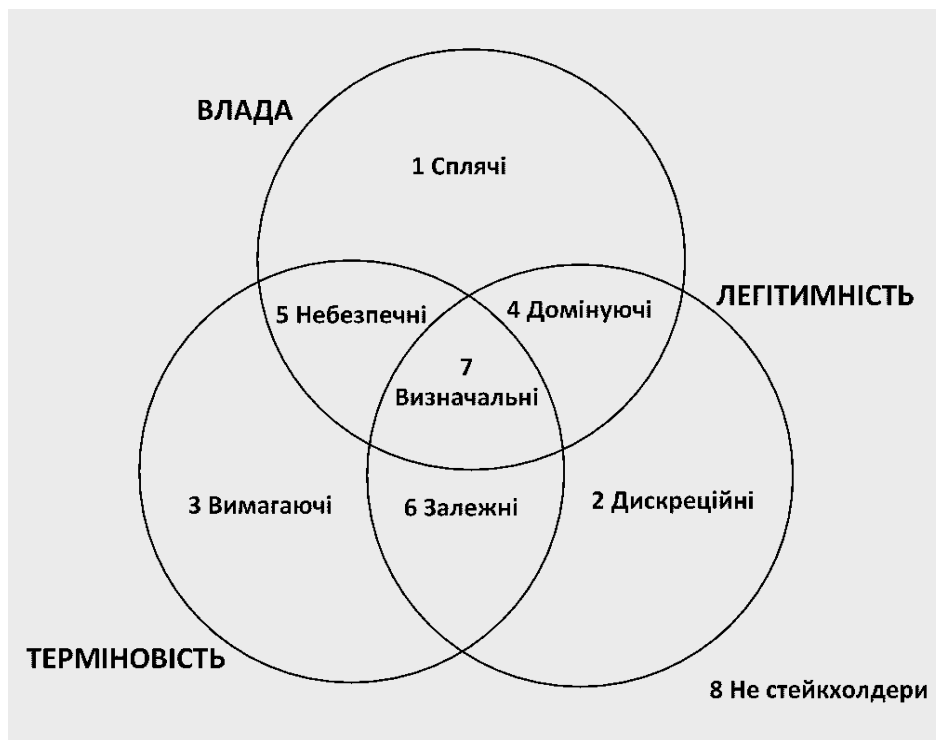 ВЛАДА
1 Сплячі
ЛЕГІТИМНІСТЬ
5 Небезпечні
4 Домінуючі
7
Визначальні
3 Вимагаючі
6 Залежні
2 Дискреційні
ТЕРМІНОВІСТЬ
8 Не стейкхолдери